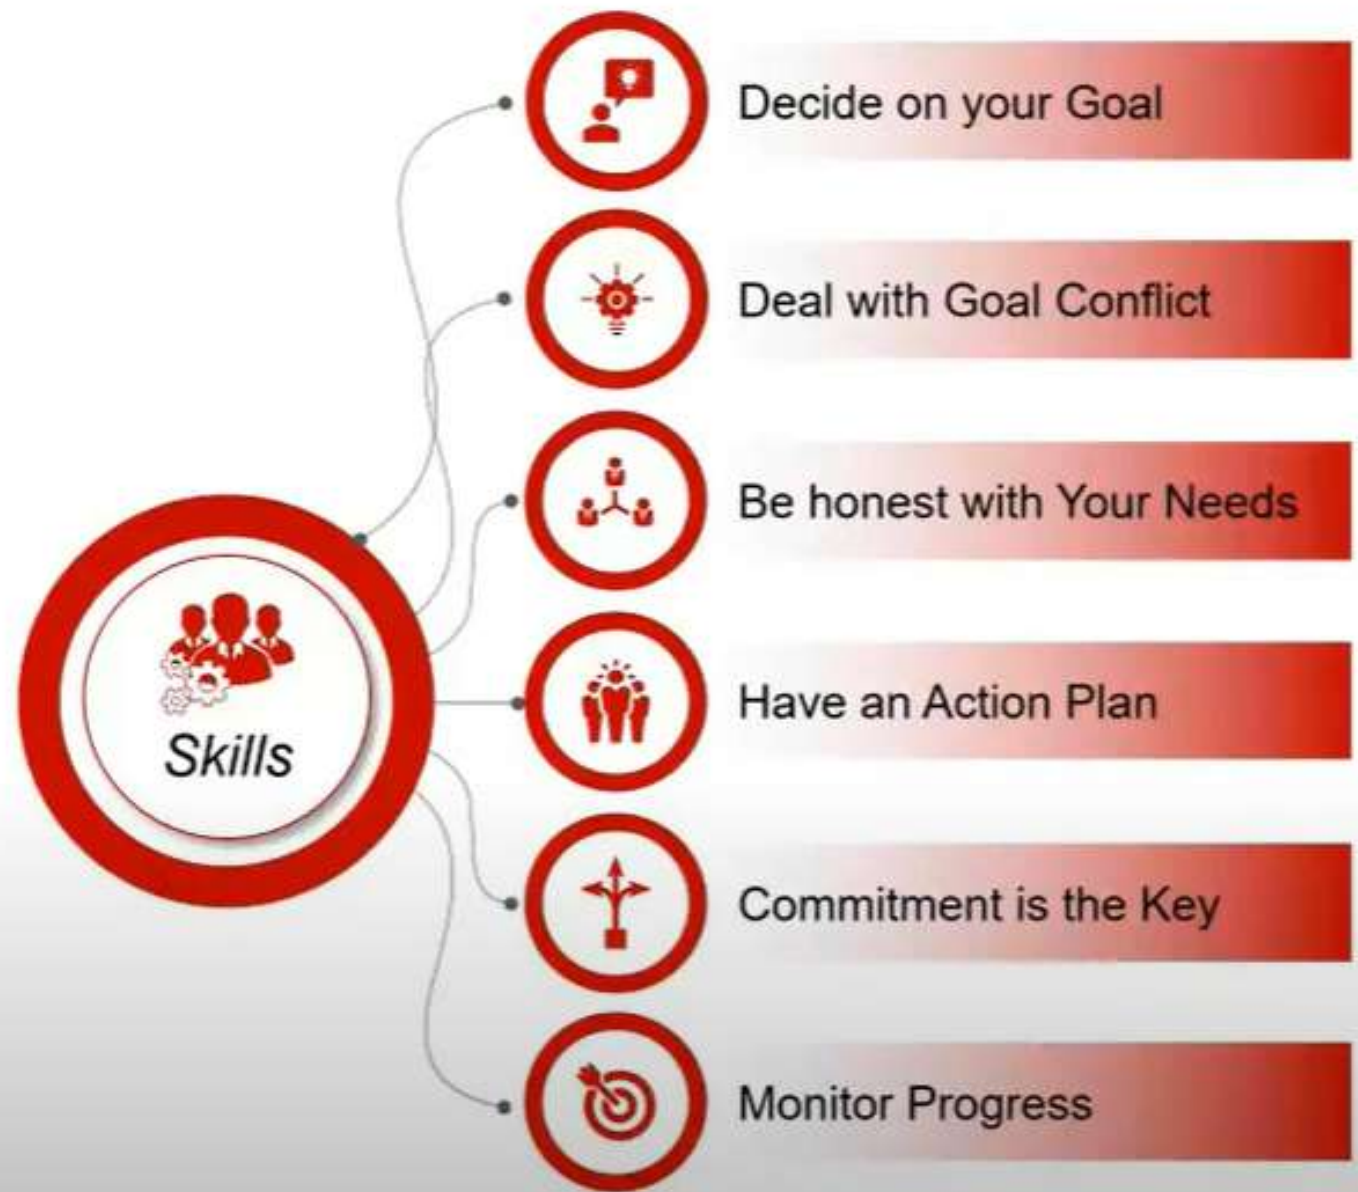 Decide on your Goal
Deal with Goal Conflict
Be honest with Your Needs
Skills
Have an Action Plan
Commitment is the Key
Monitor Progress